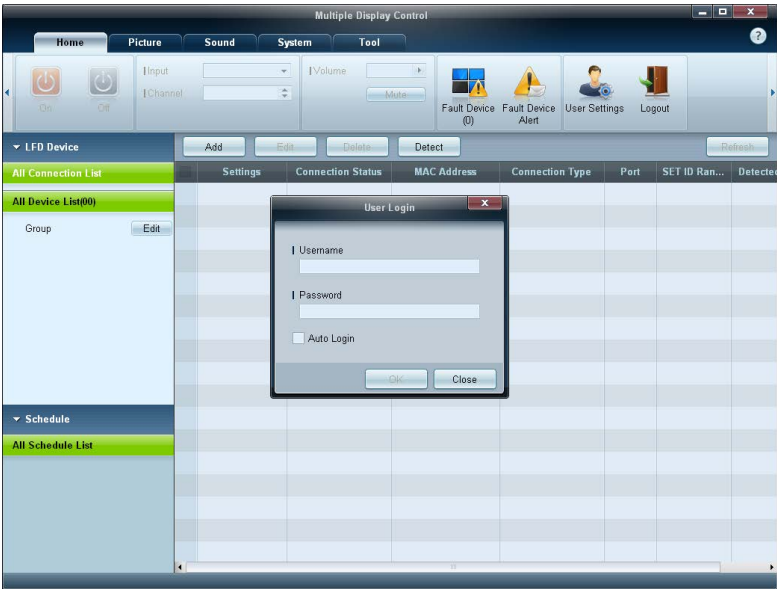 Multiple Display Control
Home Picture Sound System Tool
?
Input
Volume
Channel
Mute
On Off
Fault Device (0)
Fault Device Alert
User Settings
Logout
LFD Device
Add Edit Delete Detect Refresh
All Connection List
Settings Connection Status MAC Address Connection Type Port SET ID Ran... Detected
All Device List(00)
Group Edit
User Login
Username
Password
Auto Login
OK Close
Schedule
All Schedule List